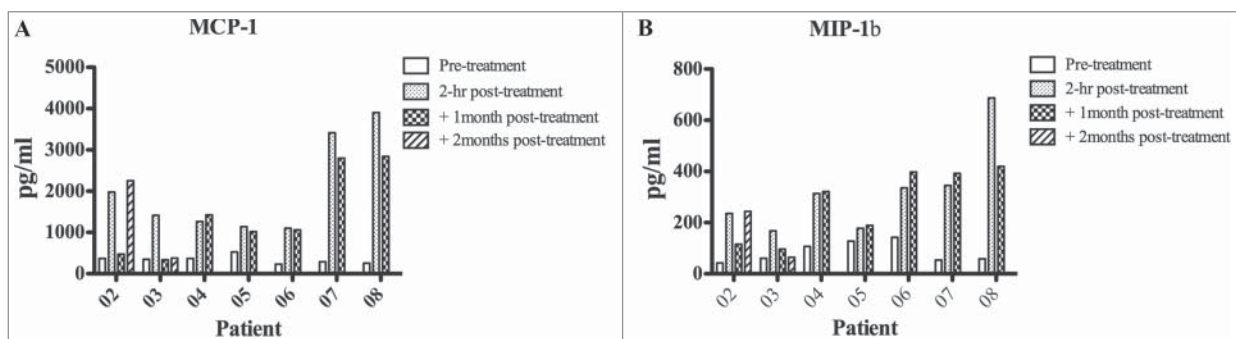 A
MCP-1
5000
4000
3000
2000
1000
0
pg/ml
02 03 04 05 06 07 08
Patient
Pre-treatment
2-hr post-treatment
+ 1month post-treatment
+ 2months post-treatment
B
MIP-1b
800
600
400
200
0
pg/ml
02 03 04 05 06 07 08
Patient
Pre-treatment
2-hr post-treatment
+ 1month post-treatment
+ 2months post-treatment